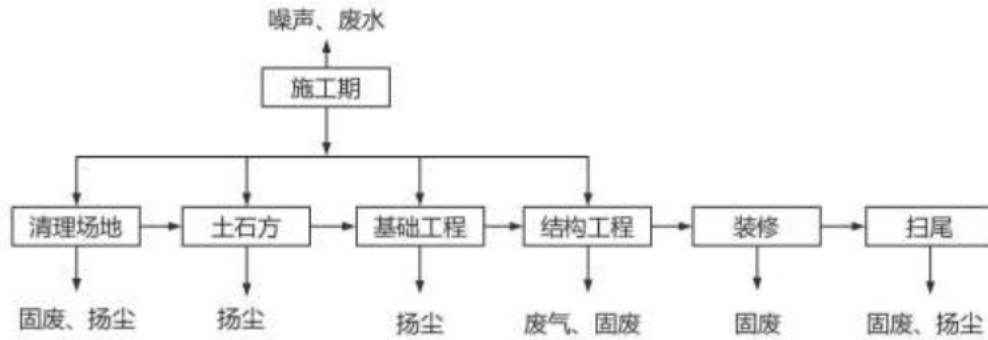 噪声、废水
施工期
清理场地 土石方 基础工程 结构工程 装修 扫尾
固废、扬尘 扬尘 扬尘 废气、固废 固废 固废、扬尘